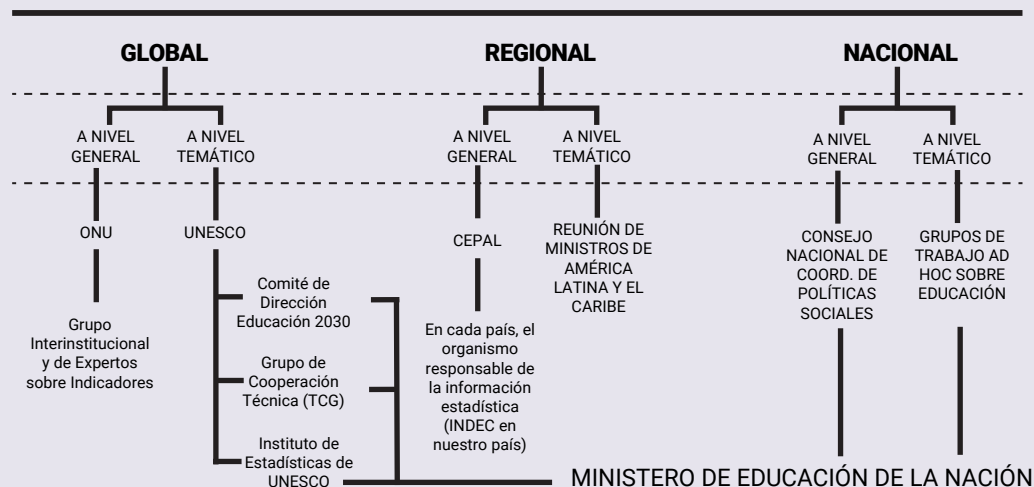 GLOBAL
REGIONAL
NACIONAL
A NIVEL
GENERAL
A NIVEL
TEMÁTICO
A NIVEL
GENERAL
A NIVEL
TEMÁTICO
A NIVEL
GENERAL
A NIVEL
TEMÁTICO
ONU
UNESCO
CEPAL
REUNIÓN DE
MINISTROS DE
AMÉRICA
LATINA Y EL
CARIBE
CONSEJO
NACIONAL DE
COORD. DE
POLÍTICAS
SOCIALES
GRUPOS DE
TRABAJO AD
HOC SOBRE
EDUCACIÓN
Grupo
Interinstitucional
y de Expertos
sobre Indicadores
Comité de
Dirección
Educación 2030
Grupo de
Cooperación
Técnica (TCG)
Instituto de
Estadísticas de
UNESCO
En cada país, el
organismo
responsable de
la información
estadística
(INDEC en
nuestro país)
MINISTERO DE EDUCACIÓN DE LA NACIÓN